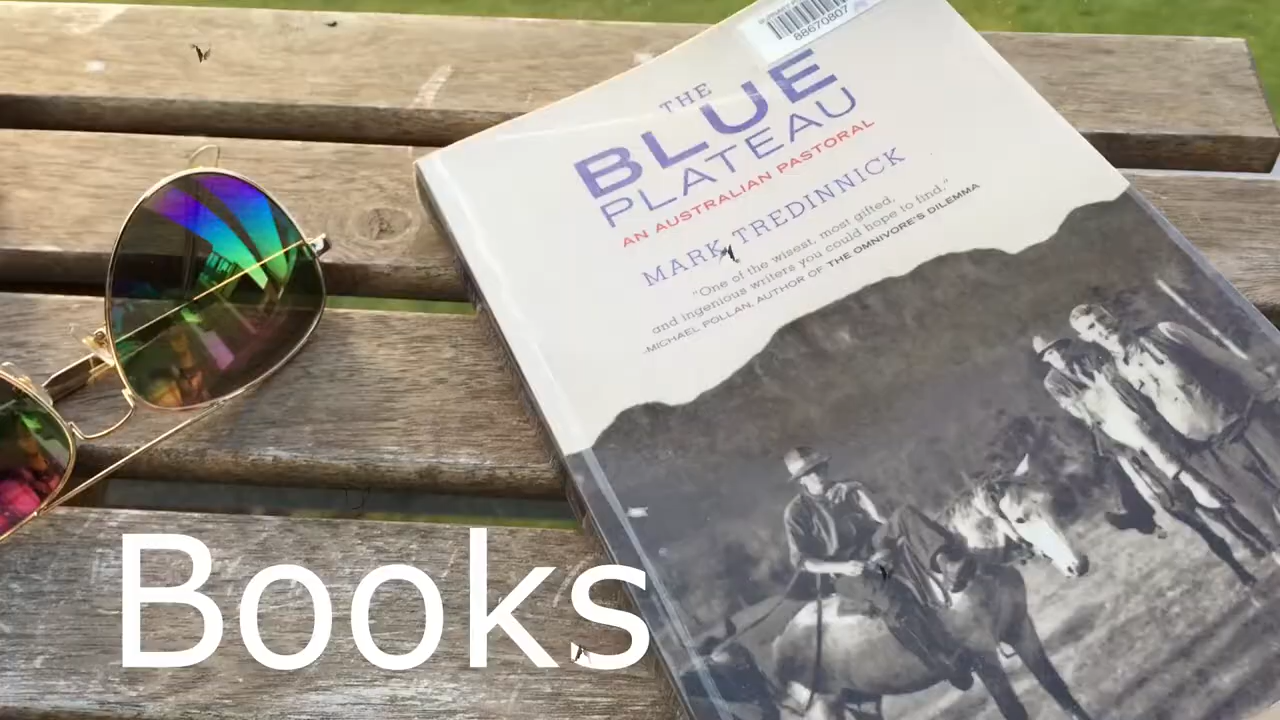 88670807
THE
BLUE
PLATEAU
AN AUSTRALIAN PASTORAL
MARK TREDINNICK
"One of the wisest, most gifted,
and ingenious writers you could hope to find."
-MICHAEL POLLAN, AUTHOR OF THE OMNIVORE'S DILEMMA
Books